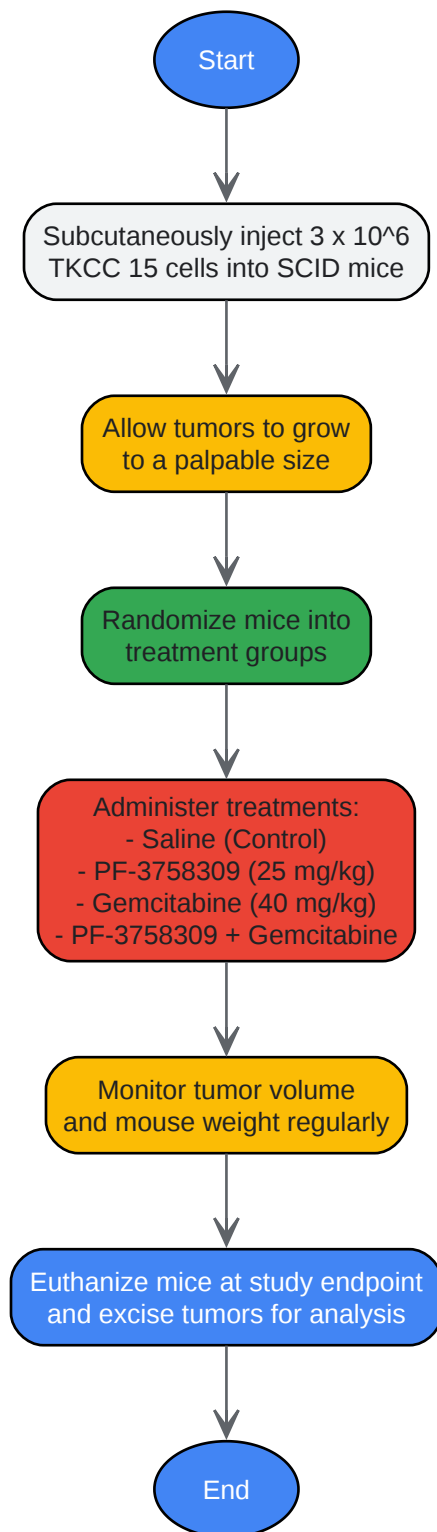 Start
Subcutaneously inject 3 x 10^6
TKCC 15 cells into SCID mice
Allow tumors to grow
to a palpable size
Randomize mice into
treatment groups
Administer treatments:
- Saline (Control)
- PF-3758309 (25 mg/kg)
- Gemcitabine (40 mg/kg)
- PF-3758309 + Gemcitabine
Monitor tumor volume
and mouse weight regularly
Euthanize mice at study endpoint
and excise tumors for analysis
End